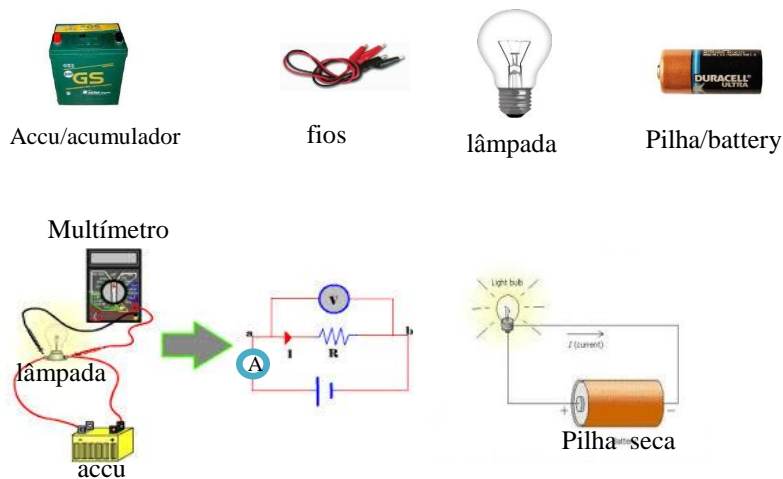 GS
DURACELL
ULTRA
Accu/acumulador
fios
lâmpada
Pilha/battery
Multímetro
lâmpada
accu
V
a
b
I
R
A
Light bulb
I (current)
+
−
Pilha seca